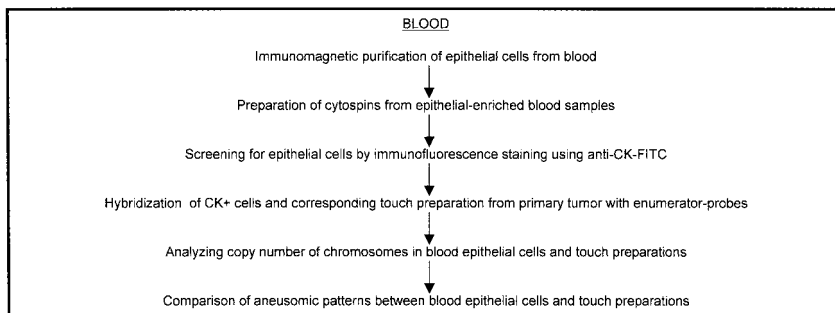 BLOOD
Immunomagnetic purification of epithelial cells from blood
Preparation of cytospins from epithelial-enriched blood samples
Screening for epithelial cells by immunofluorescence staining using anti-CK-FITC
Hybridization of CK+ cells and corresponding touch preparation from primary tumor with enumerator-probes
Analyzing copy number of chromosomes in blood epithelial cells and touch preparations
Comparison of aneusomic patterns between blood epithelial cells and touch preparations